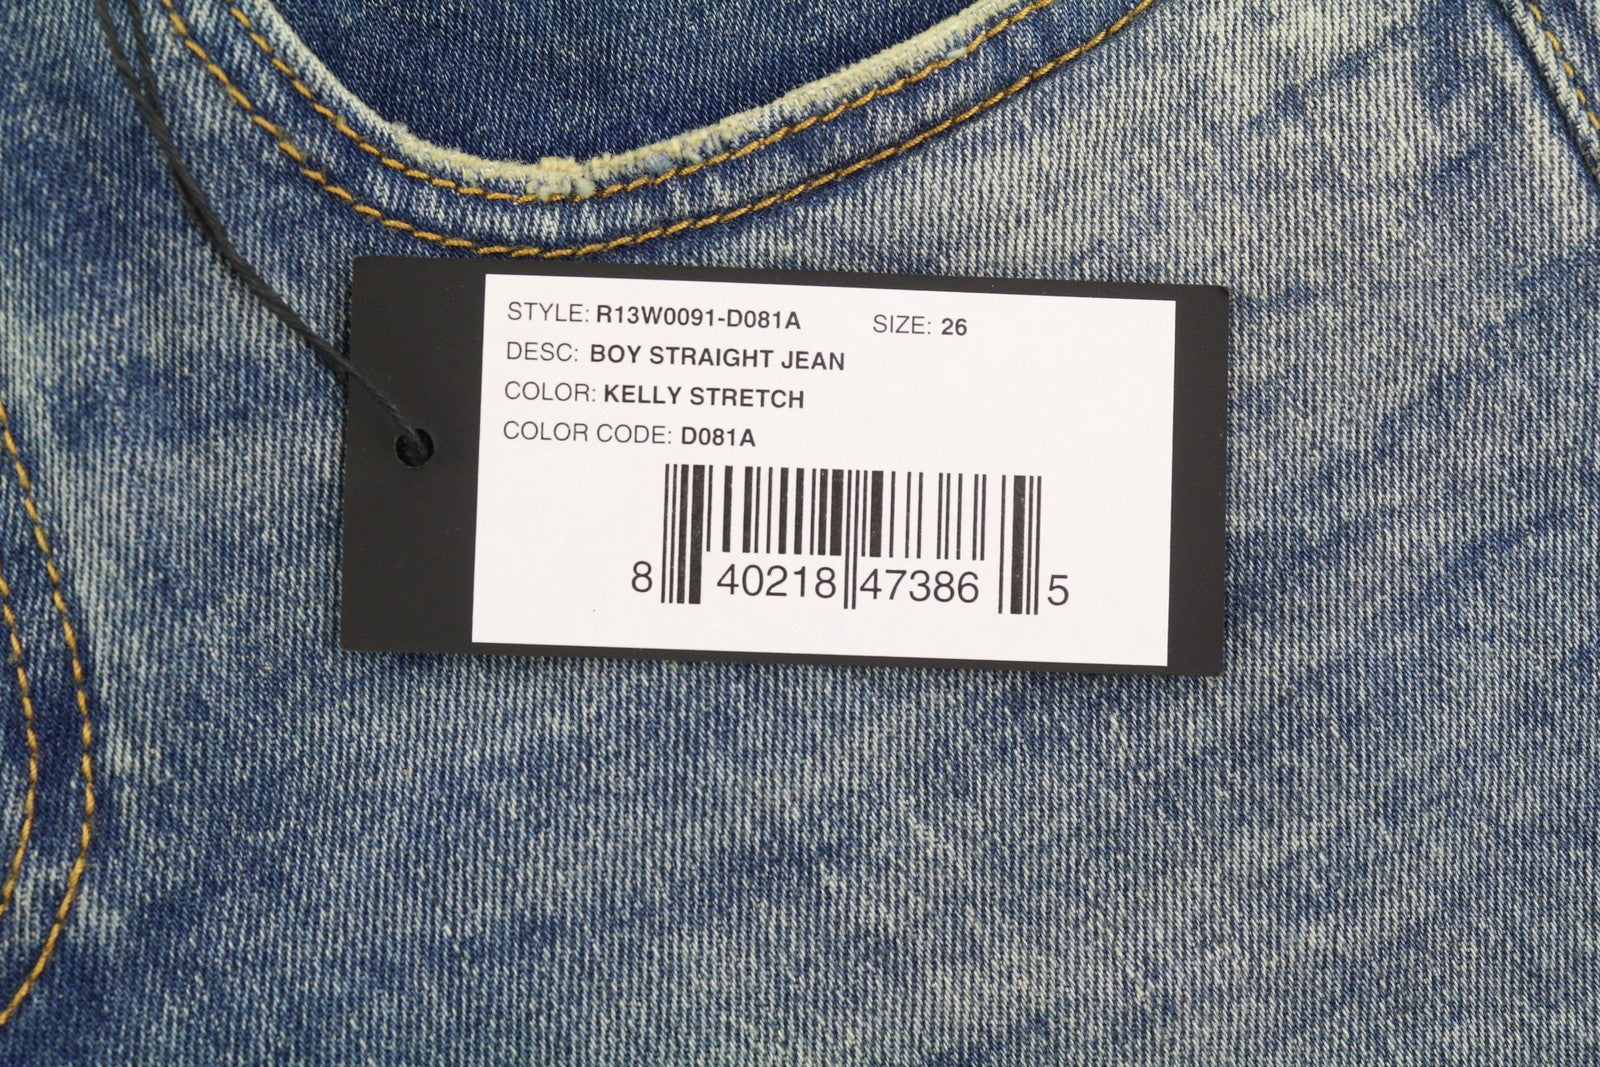 STYLE: R13W0091-D081A SIZE: 26
DESC: BOY STRAIGHT JEAN
COLOR: KELLY STRETCH
COLOR CODE: D081A
8 40218 47386 5